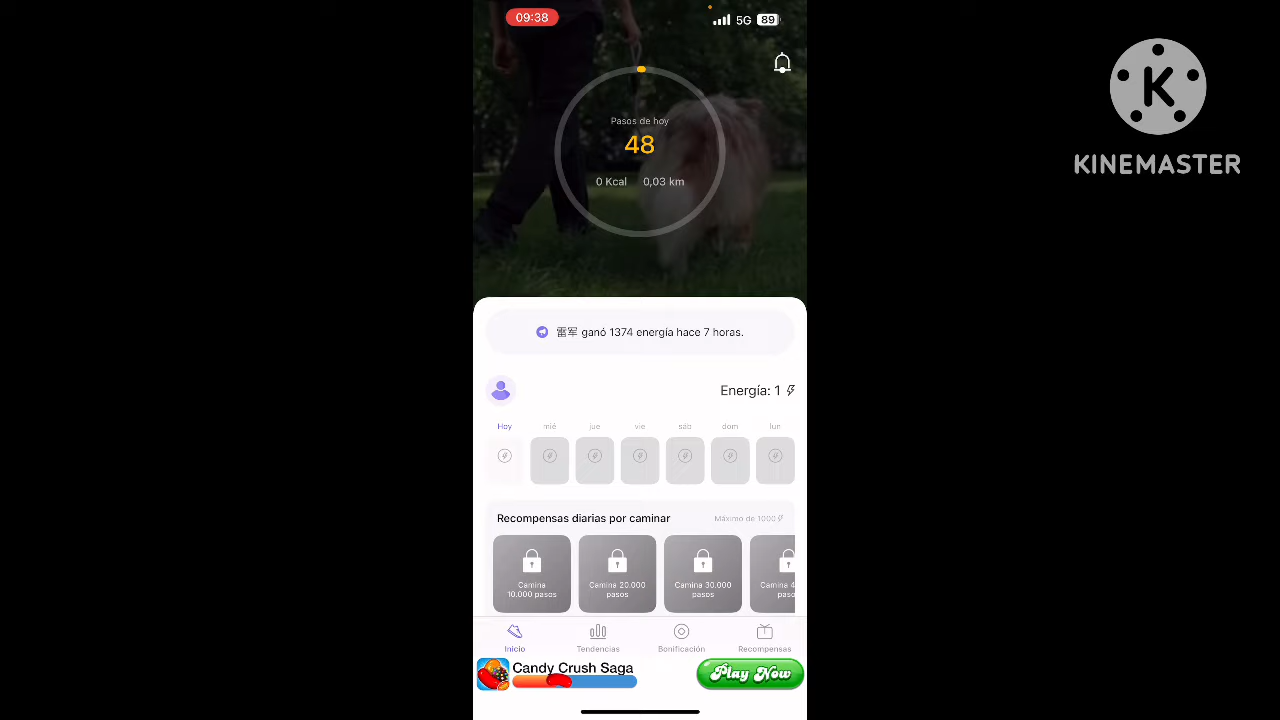 09:38
5G 89
KINEMASTER
Pasos de hoy
48
0 Kcal 0,03 km
雷军 ganó 1374 energía hace 7 horas.
Energía: 1
Hoy mié jue vie sab dom lun
Recompensas diarias por caminar Máximo de 1000
Camina
10.000 pasos
Camina 20.000
pasos
Camina 30.000
pasos
Camina 4
paso
Inicio Tendencias Bonificación Recompensas
Candy Crush Saga Play Now